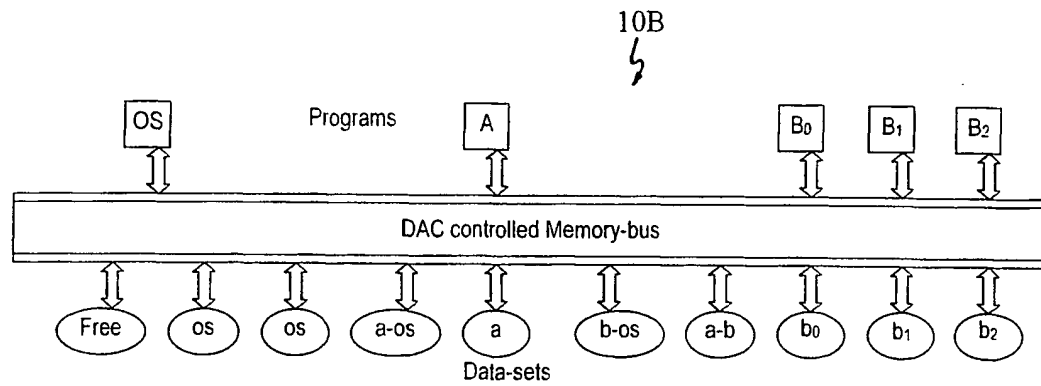 10B
OS Programs A B₀ B₁ B₂
DAC controlled Memory-bus
Free os os a-os a b-os a-b b₀ b₁ b₂
Data-sets